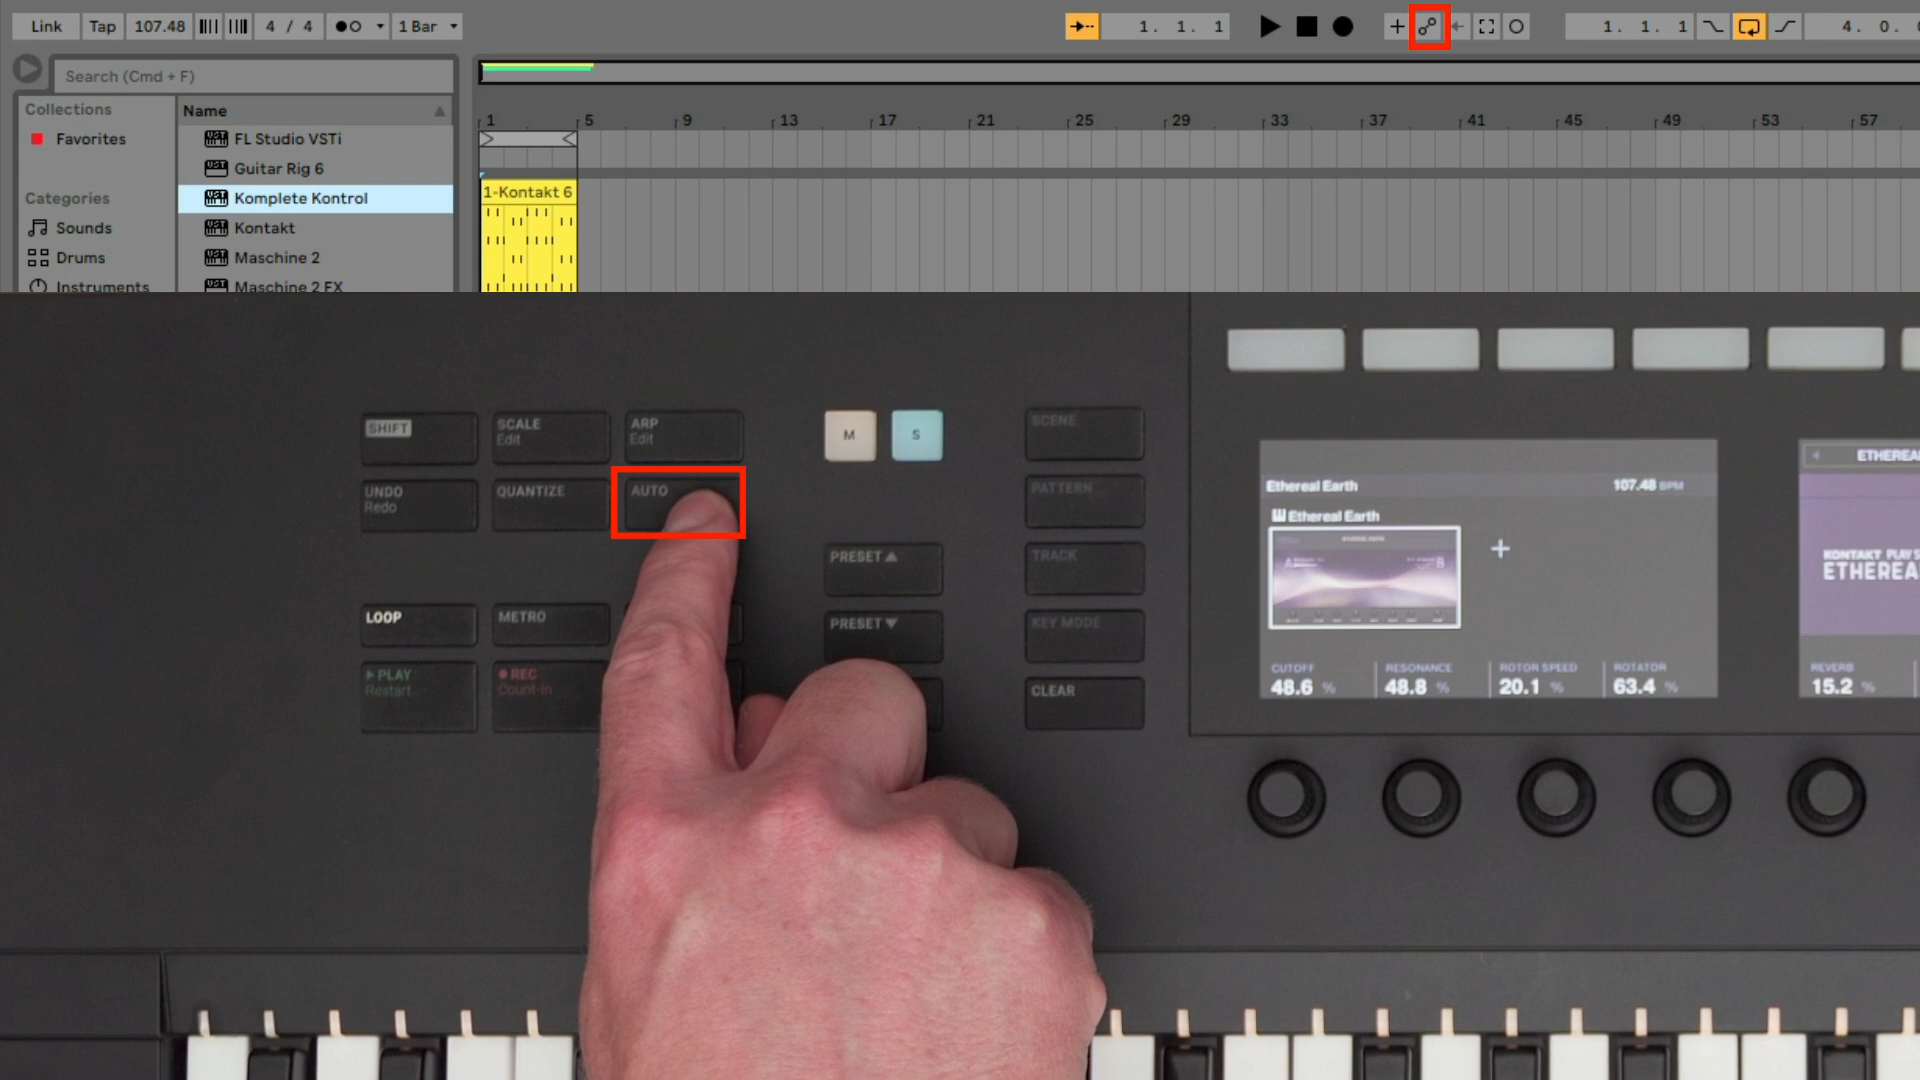 Link Tap 107.48 4 / 4 1 Bar 1. 1. 1 1. 1. 1 4. 0.
Search (Cmd + F)
Collections
Favorites
Categories
Sounds
Drums
Instruments
Name
FL Studio VSTi
Guitar Rig 6
Komplete Kontrol
Kontakt
Maschine 2
Maschine 2 FX
1 5 9 13 17 21 25 29 33 37 41 45 49 53 57
1-Kontakt 6
SHIFT
SCALE
Edit
ARP
Edit
M
S
SCENE
UNDO
Redo
QUANTIZE
AUTO
PATTERN
PRESET
TRACK
LOOP
METRO
PRESET
KEY MODE
PLAY
Restart
REC
Count-In
CLEAR
Ethereal Earth 107.48 BPM
Ethereal Earth
CUTOFF
48.6 %
RESONANCE
48.8 %
ROTOR SPEED
20.1 %
ROTATOR
63.4 %
ETHEREA
KONTAKT PLAY
ETHEREA
REVERB
15.2 %